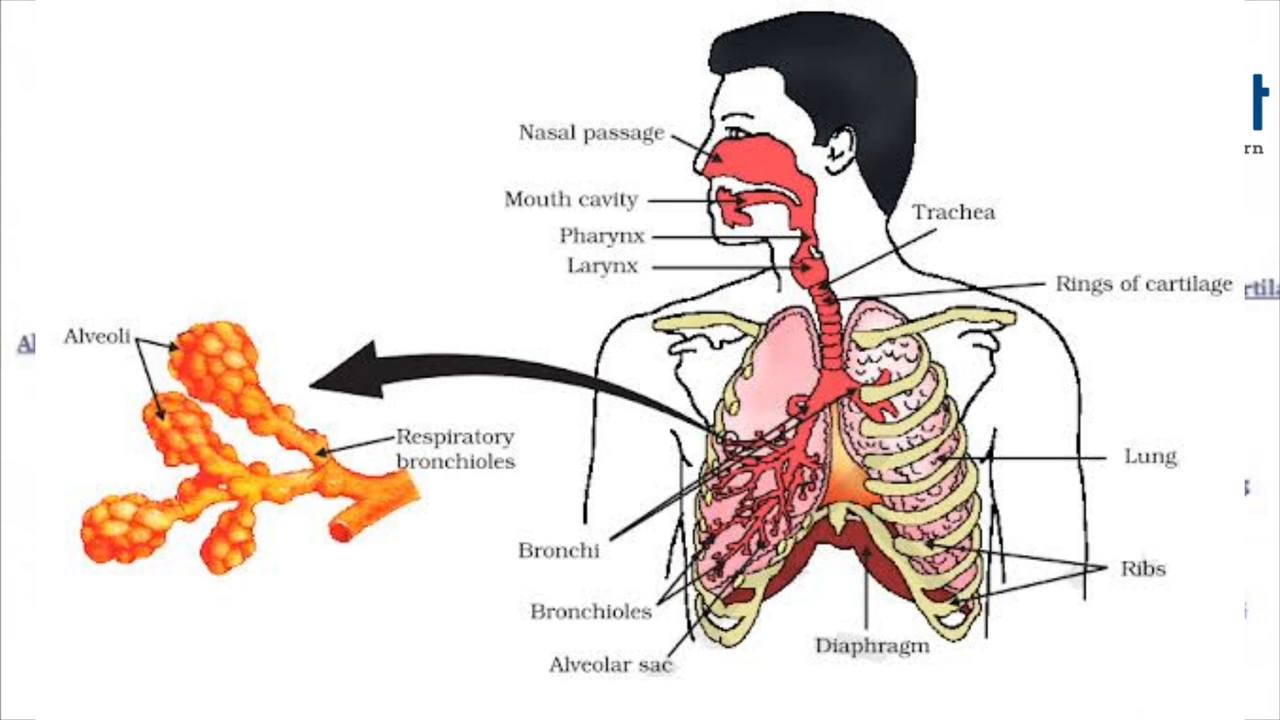 Nasal passage
Mouth cavity
Pharynx
Larynx
Trachea
Rings of cartilage
Alveoli
Respiratory
bronchioles
Lung
Bronchi
Ribs
Bronchioles
Diaphragm
Alveolar sac